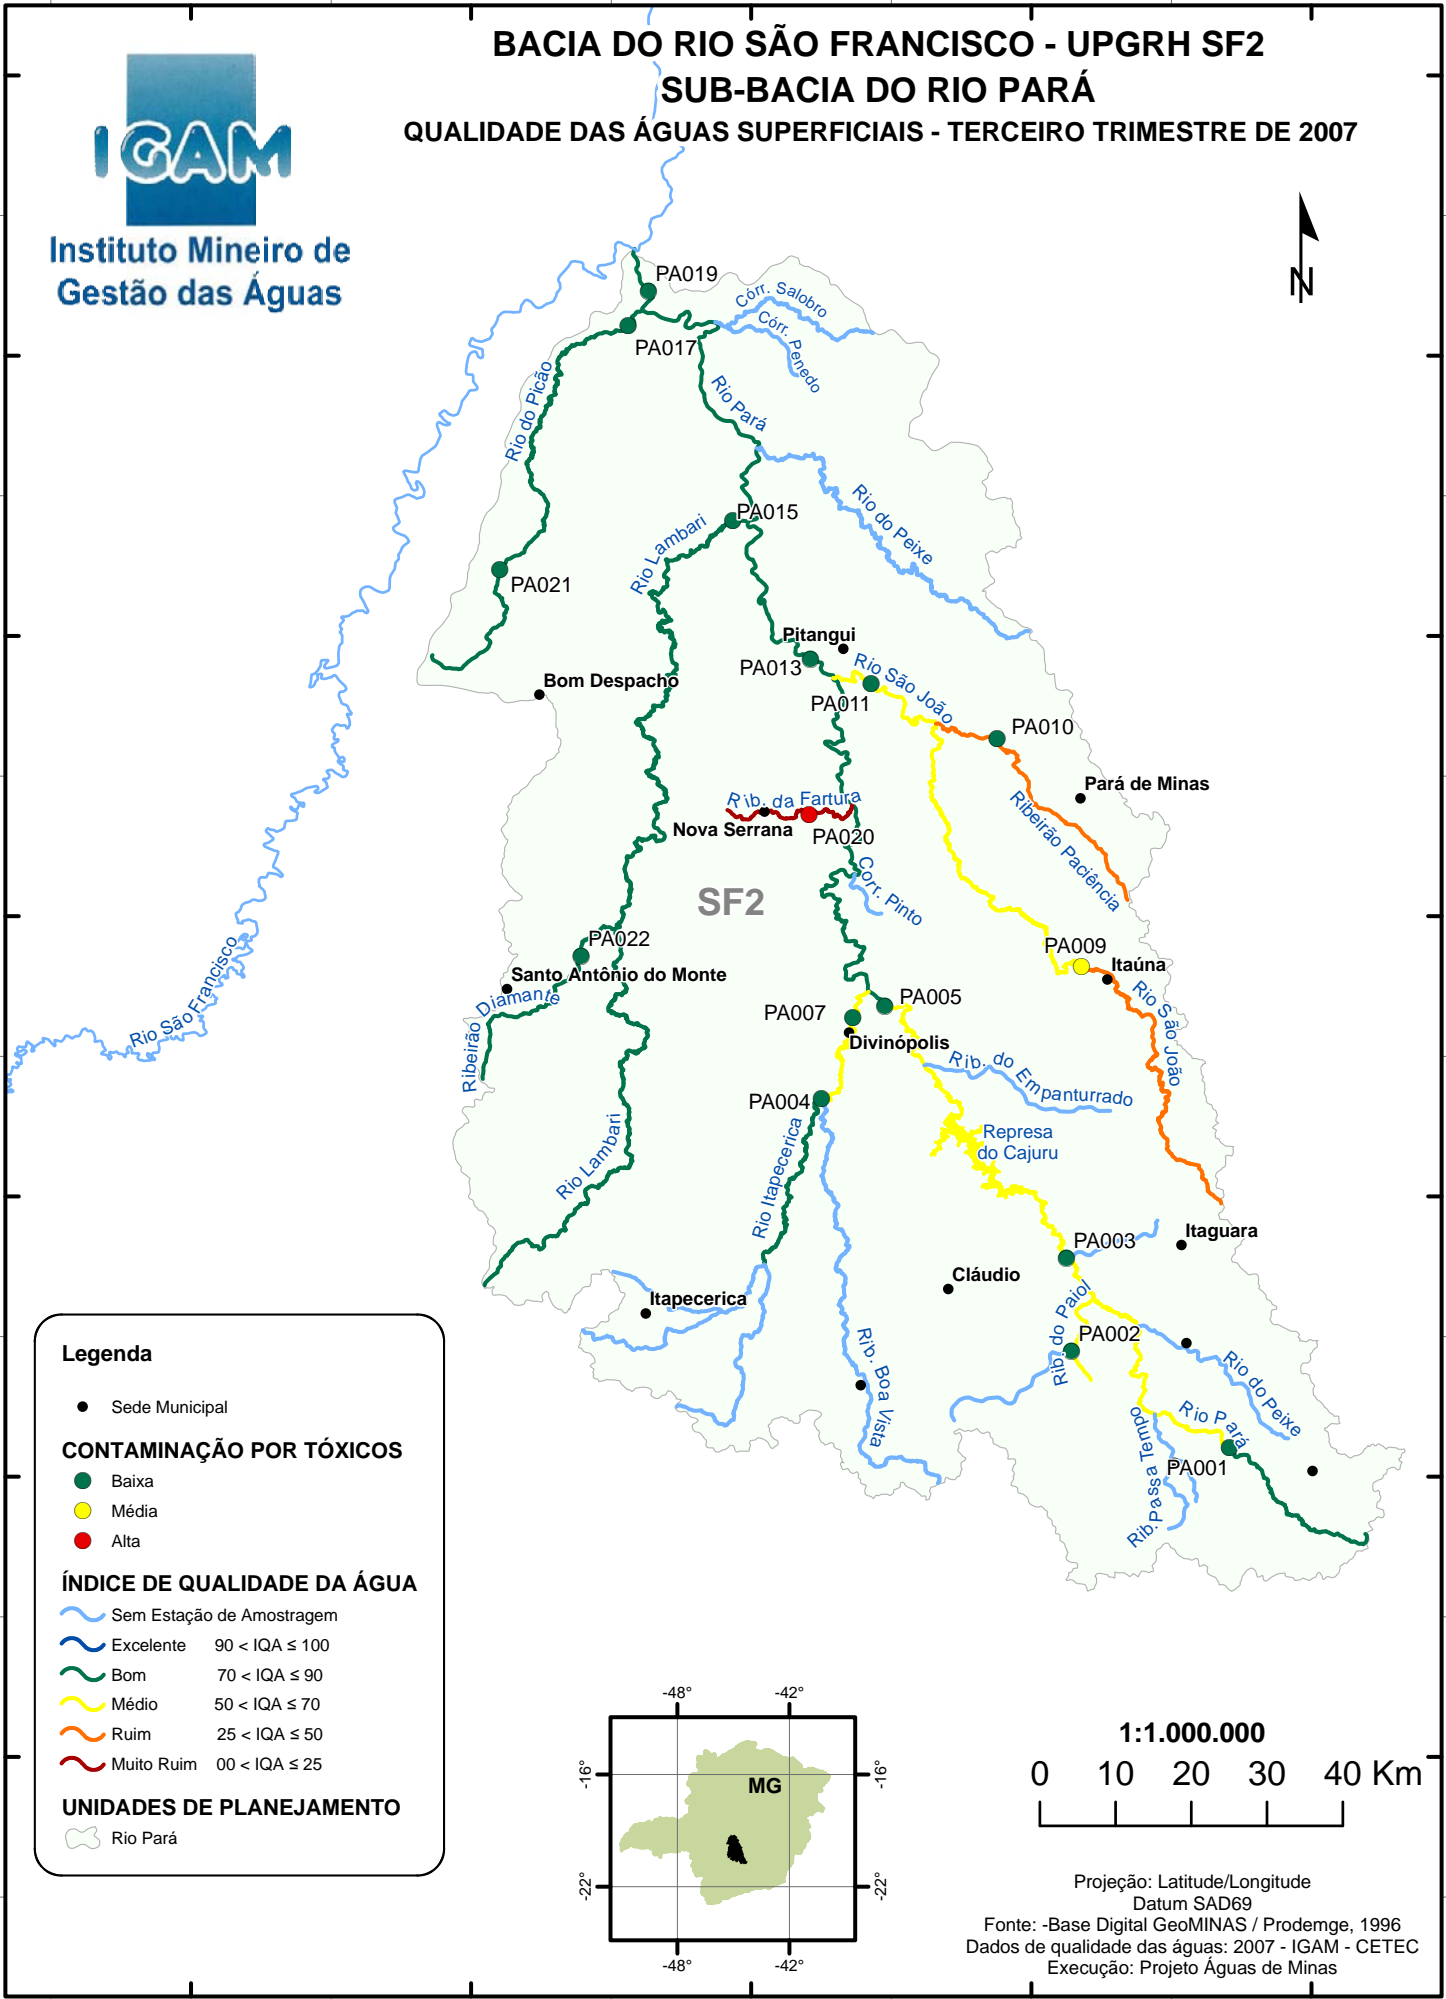 BACIA DO RIO SÃO FRANCISCO - UPGRH SF2
SUB-BACIA DO RIO PARÁ
QUALIDADE DAS ÁGUAS SUPERFICIAIS - TERCEIRO TRIMESTRE DE 2007
IGAM
Instituto Mineiro de
Gestão das Águas
N
PA019
Córr. Salobro
PA017
Córr. Penedo
Rio do Picão
Rio Pará
PA015
Rio do Peixe
Rio Lambari
PA021
Pitangui
PA013
Rio São João
Bom Despacho
PA011
PA010
Pará de Minas
Rib. da Fartura
Ribeirão Paciência
Nova Serrana
PA020
Corr. Pinto
SF2
PA022
PA009
Itaúna
Rio São Francisco
Santo Antônio do Monte
Ribeirão Diamante
Rio São João
PA005
PA007
Divinópolis
Rib. do Empanturrado
PA004
Represa
do Cajuru
Rio Lambari
Rio Itapecerica
Itaguara
PA003
Cláudio
Itapecerica
Rib. do Paiol
PA002
Rib. Boa Vista
Rio do Peixe
Rio Pará
Rib.Passa Tempo
PA001
Legenda
Sede Municipal
CONTAMINAÇÃO POR TÓXICOS
Baixa
Média
Alta
ÍNDICE DE QUALIDADE DA ÁGUA
Sem Estação de Amostragem
Excelente 90 < IQA ≤ 100
Bom 70 < IQA ≤ 90
Médio 50 < IQA ≤ 70
Ruim 25 < IQA ≤ 50
Muito Ruim 00 < IQA ≤ 25
UNIDADES DE PLANEJAMENTO
Rio Pará
-48° -42°
-16° MG -16°
-22° -22°
-48° -42°
1:1.000.000
0 10 20 30 40 Km
Projeção: Latitude/Longitude
Datum SAD69
Fonte: -Base Digital GeoMINAS / Prodemge, 1996
Dados de qualidade das águas: 2007 - IGAM - CETEC
Execução: Projeto Águas de Minas